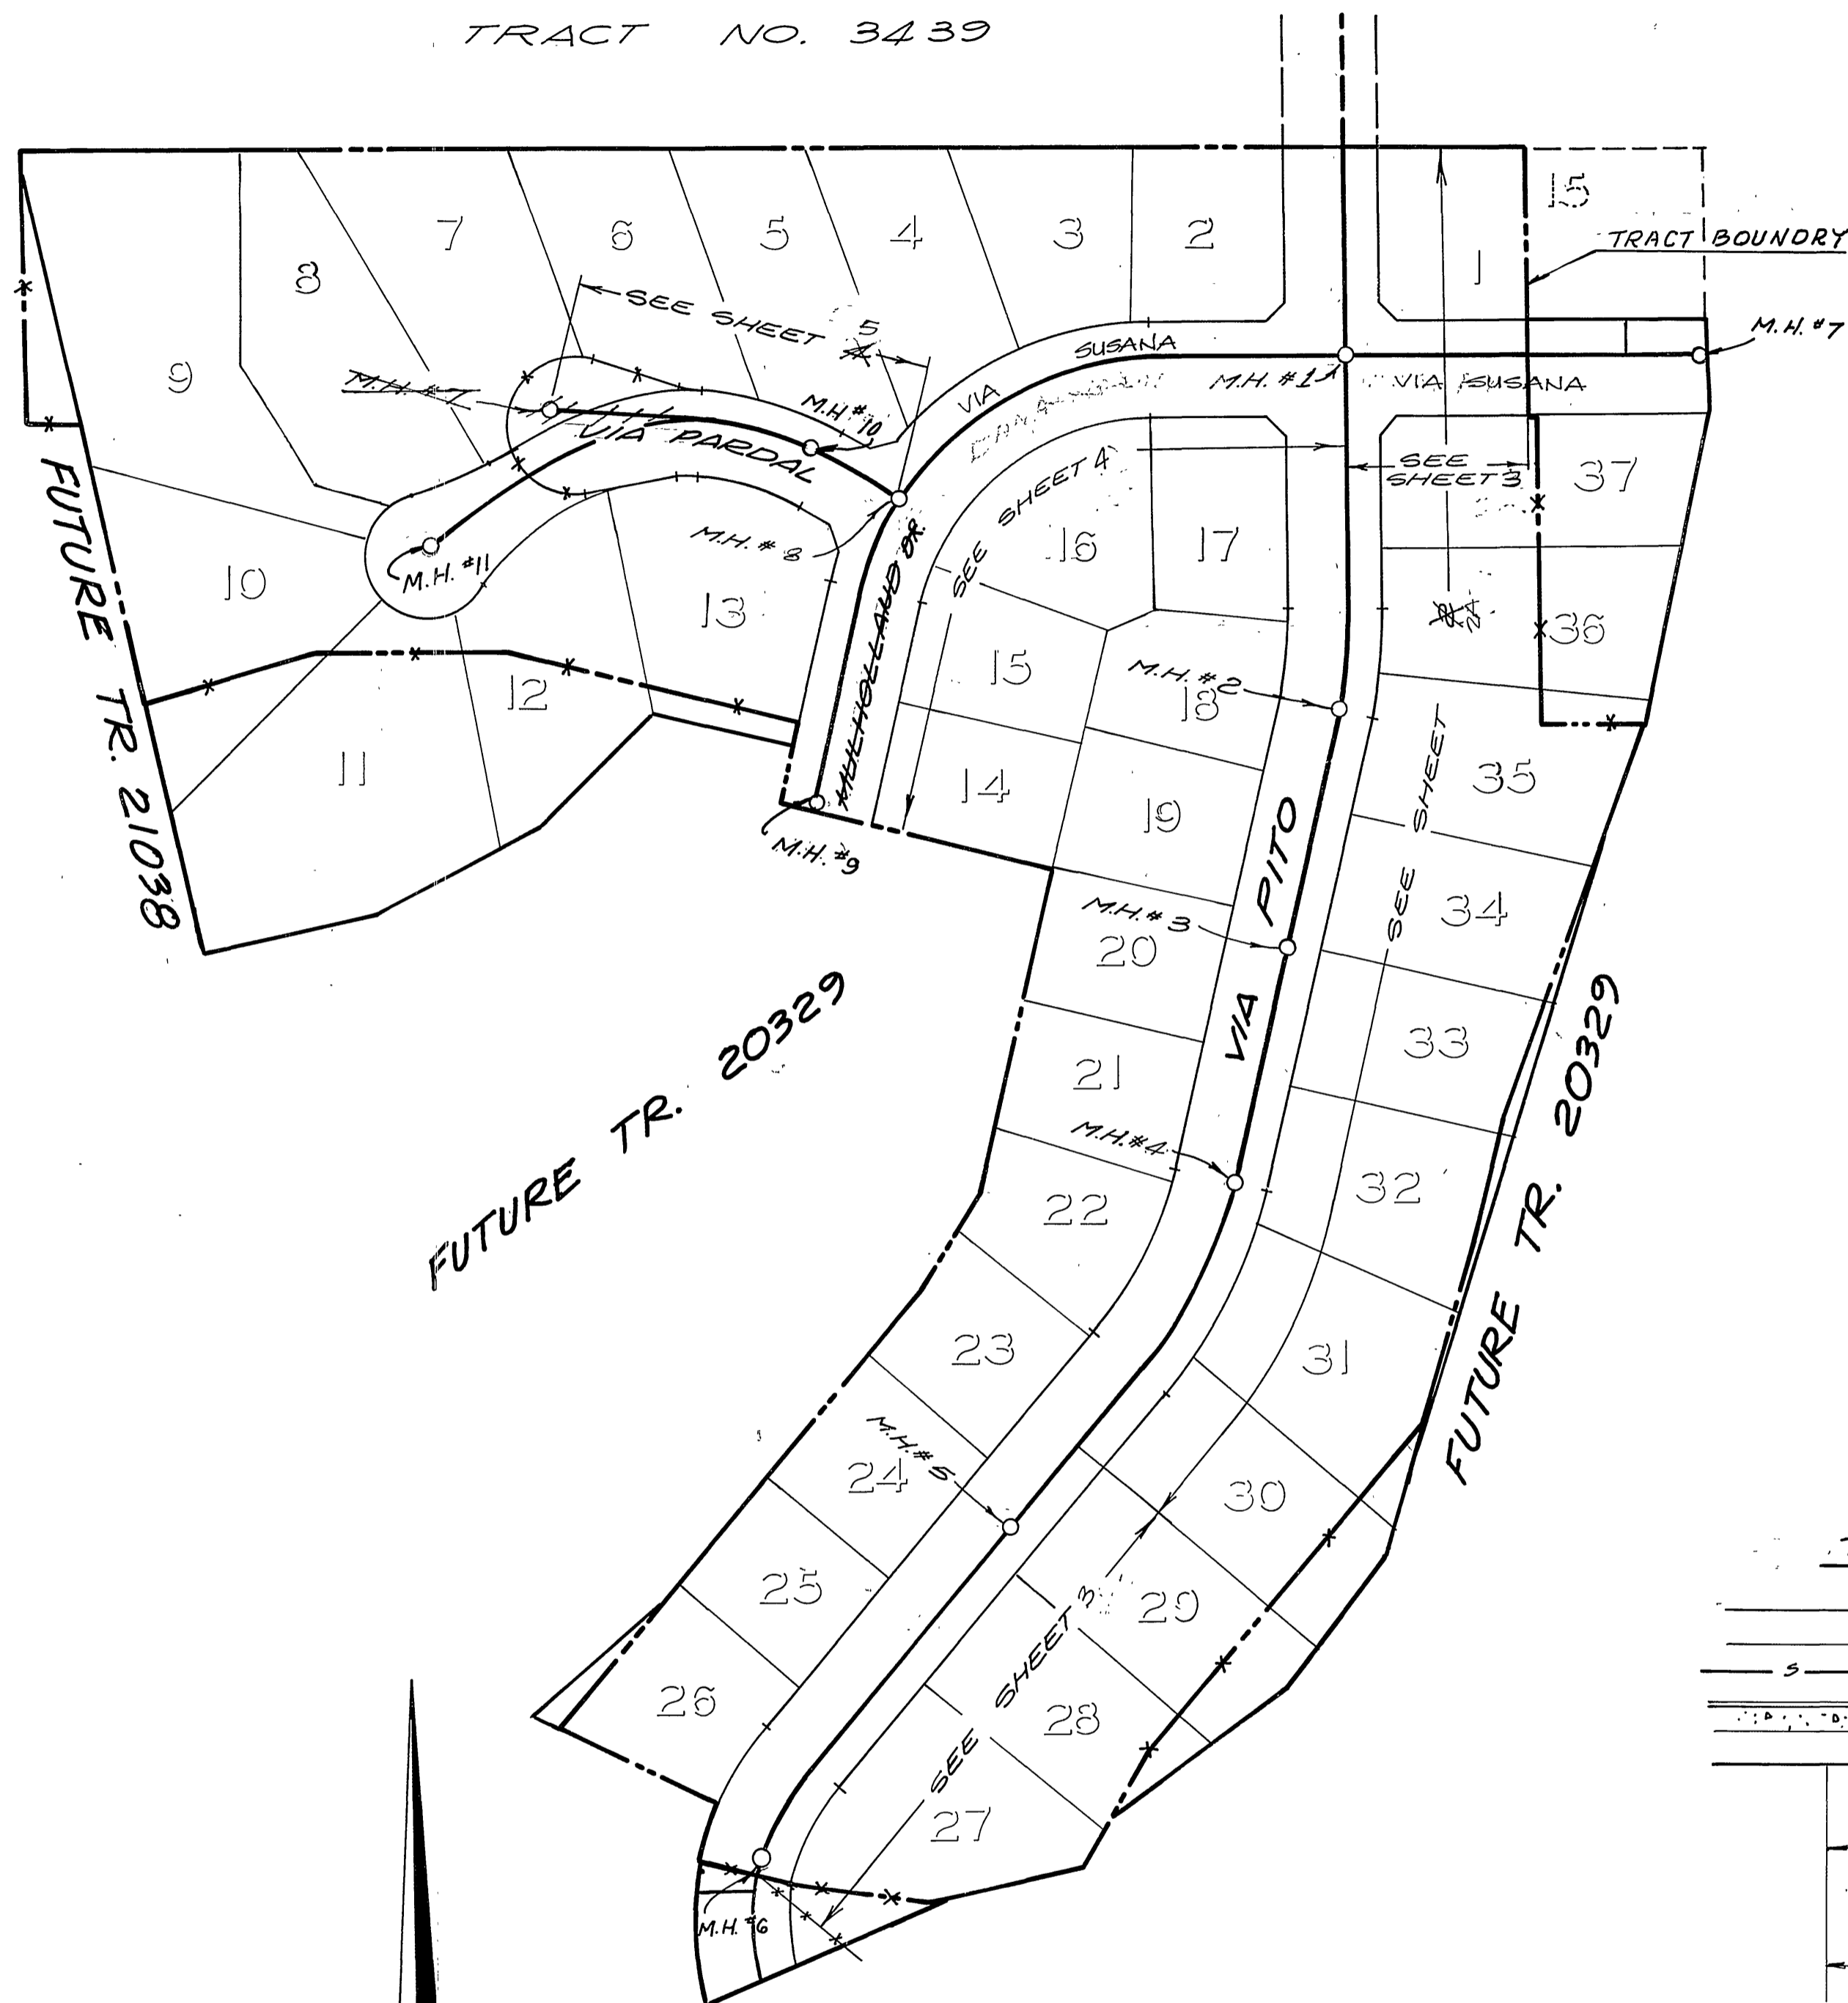 TRACT NO. 3439
15
TRACT BOUNDRY
7
6
5
4
3
2
1
8
SEE SHEET 4 5
M.H. #7
SUSANA
VIA
M.H. #1
VIA SUSANA
9
M.H. #7
M.H #10
VIA PARDAL
SEE SHEET 4
SEE
SHEET 3
37
16
17
M.H. # 8
M.H. #11
10
13
MULHOLLAND DR.
24
36
FUTURE TR. 21038
15
M.H. #2
18
12
11
14
19
35
SEE SHEET
M.H. #9
VIA PITO
M.H. # 3
20
34
FUTURE TR. 20329
33
21
M.H. #4
FUTURE TR. 20329
22
32
23
31
M.H. # 5
24
30
25
29
SEE SHEET 3
26
28
27
M.H. #6
S